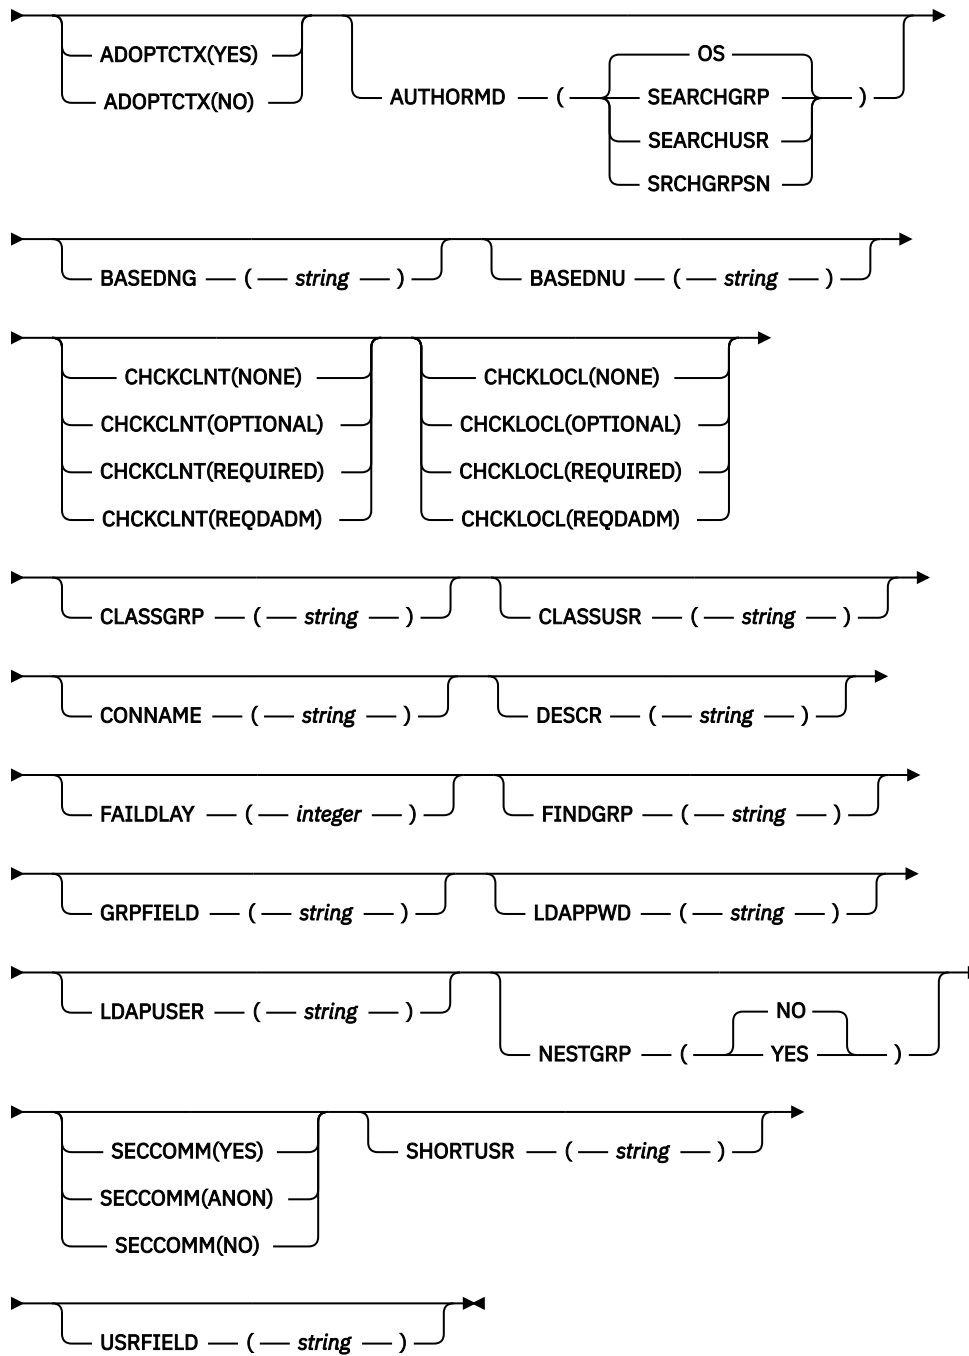 ADOPTCTX(YES)
ADOPTCTX(NO)
AUTHORMD ( OS
SEARCHGRP )
SEARCHUSR
SRCHGRPSN
BASEDNG ( string ) BASEDNU ( string )
CHCKCLNT(NONE) CHCKLOCL(NONE)
CHCKCLNT(OPTIONAL) CHCKLOCL(OPTIONAL)
CHCKCLNT(REQUIRED) CHCKLOCL(REQUIRED)
CHCKCLNT(REQDADM) CHCKLOCL(REQDADM)
CLASSGRP ( string ) CLASSUSR ( string )
CONNAME ( string ) DESCR ( string )
FAILDLAY ( integer ) FINDGRP ( string )
GRPFIELD ( string ) LDAPPWD ( string )
LDAPUSER ( string )
NO
NESTGRP ( YES )
SECCOMM(YES) SHORTUSR ( string )
SECCOMM(ANON)
SECCOMM(NO)
USRFIELD ( string )